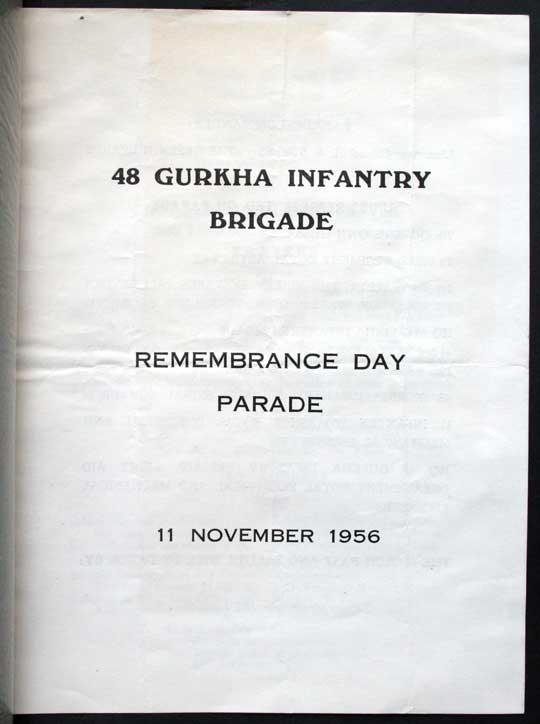 48 GURKHA INFANTRY
BRIGADE
REMEMBRANCE DAY
PARADE
11 NOVEMBER 1956